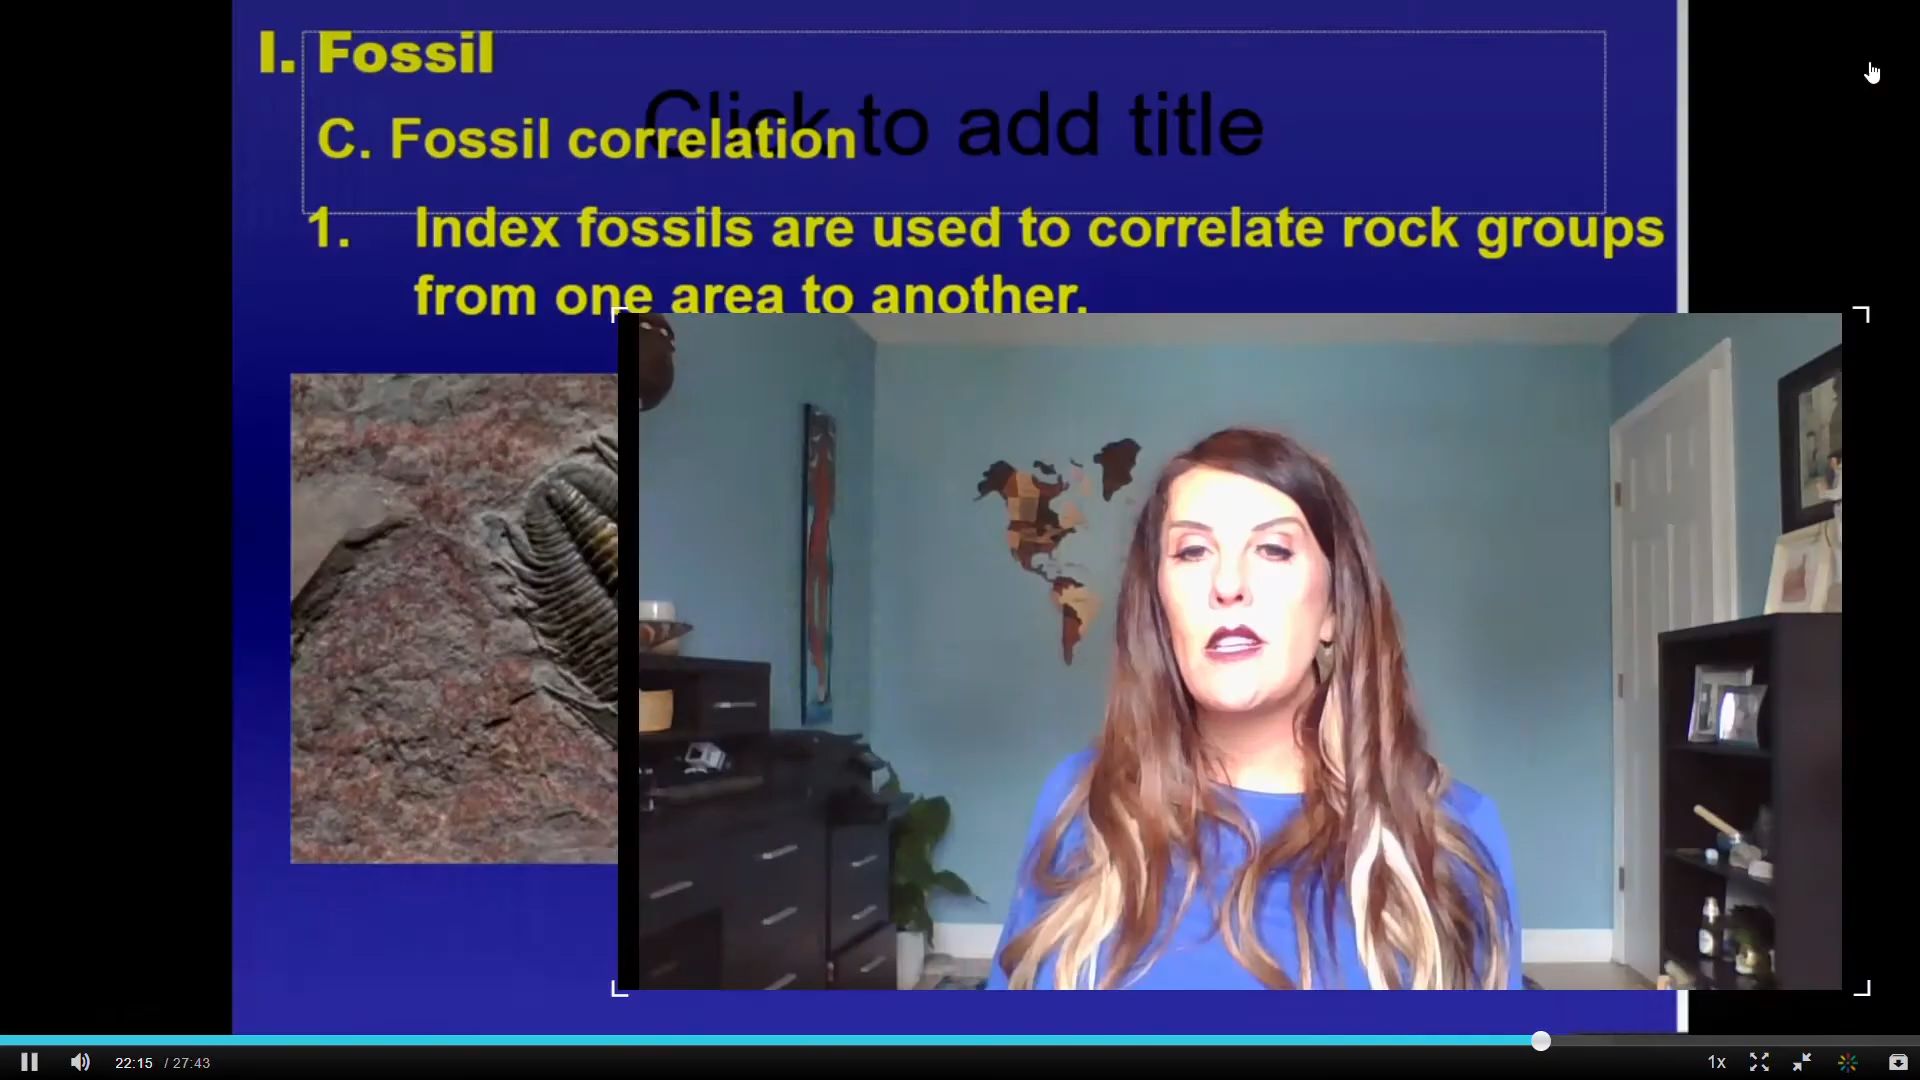 I. Fossil
Click to add title
C. Fossil correlation
1. Index fossils are used to correlate rock groups
from one area to another.
22:15 / 27:43
1x